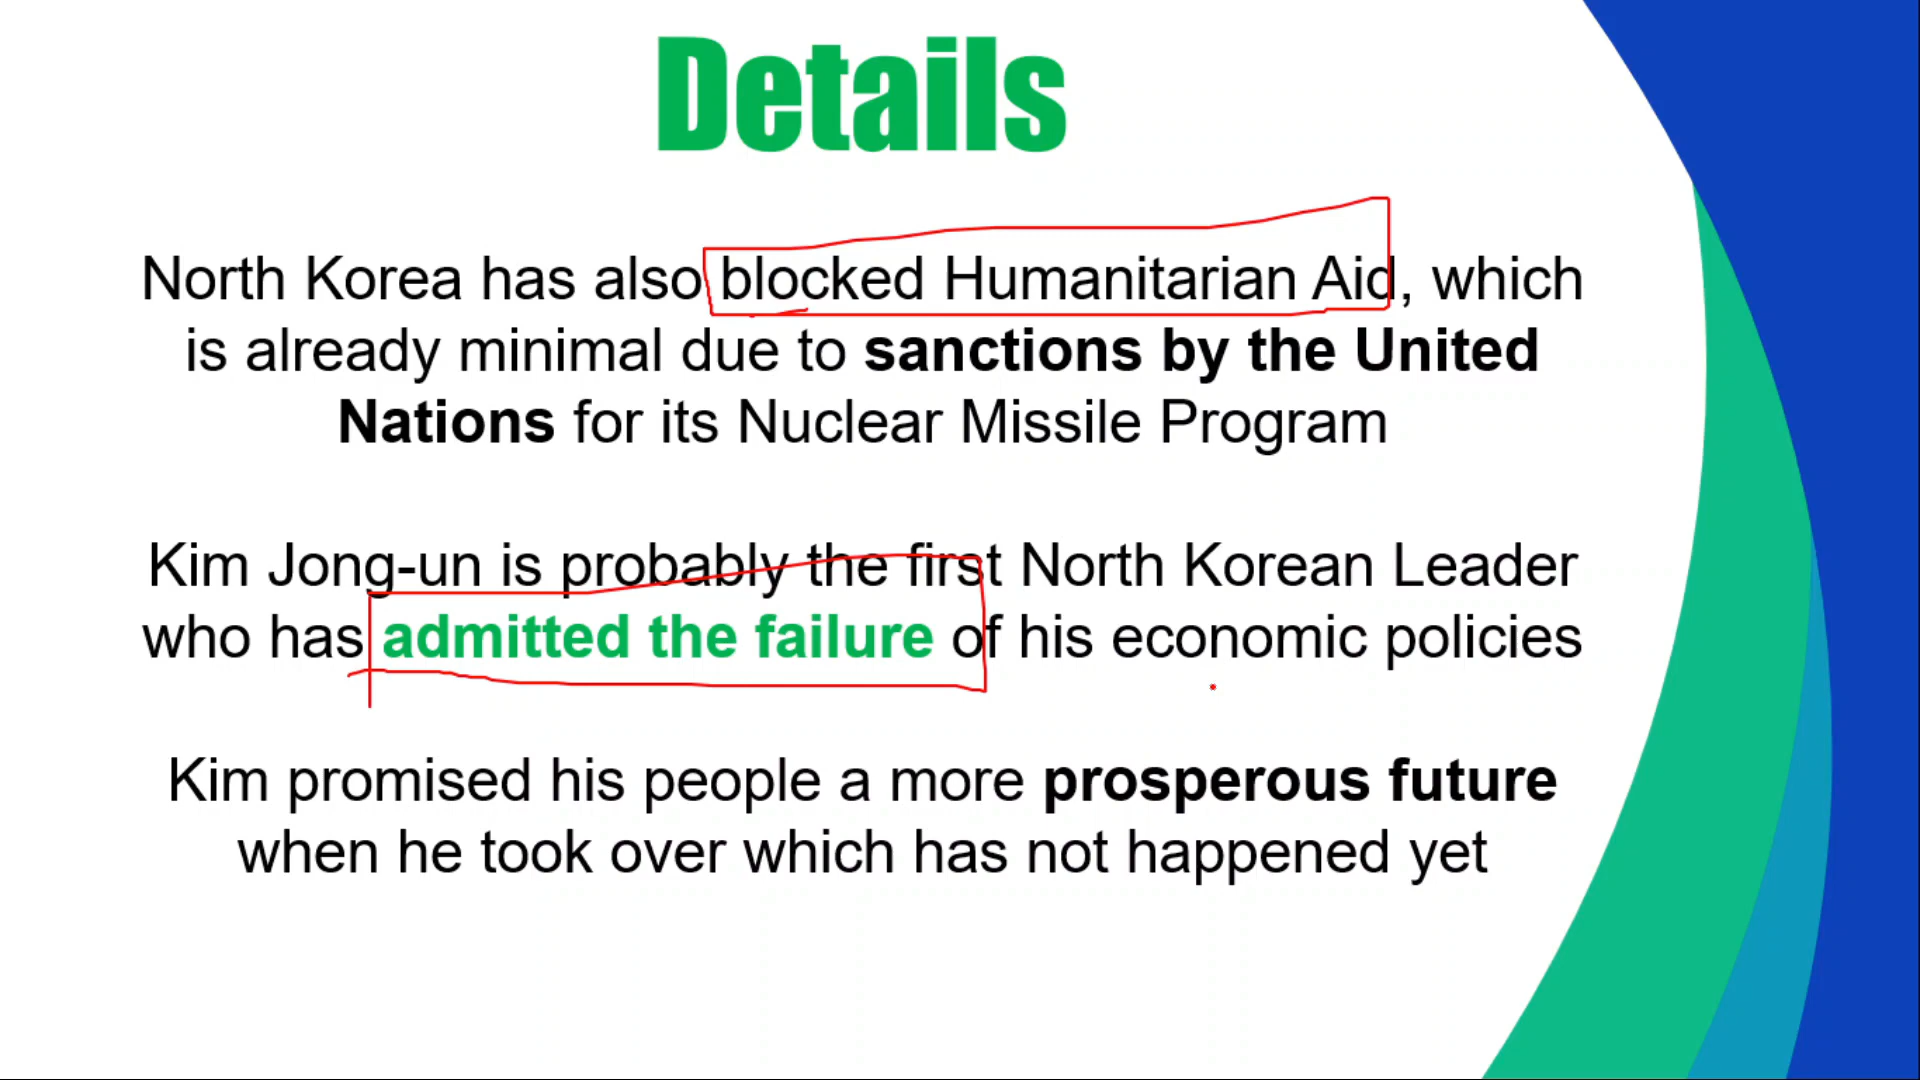 Details
North Korea has also blocked Humanitarian Aid, which
is already minimal due to sanctions by the United
Nations for its Nuclear Missile Program
Kim Jong-un is probably the first North Korean Leader
who has admitted the failure of his economic policies
Kim promised his people a more prosperous future
when he took over which has not happened yet